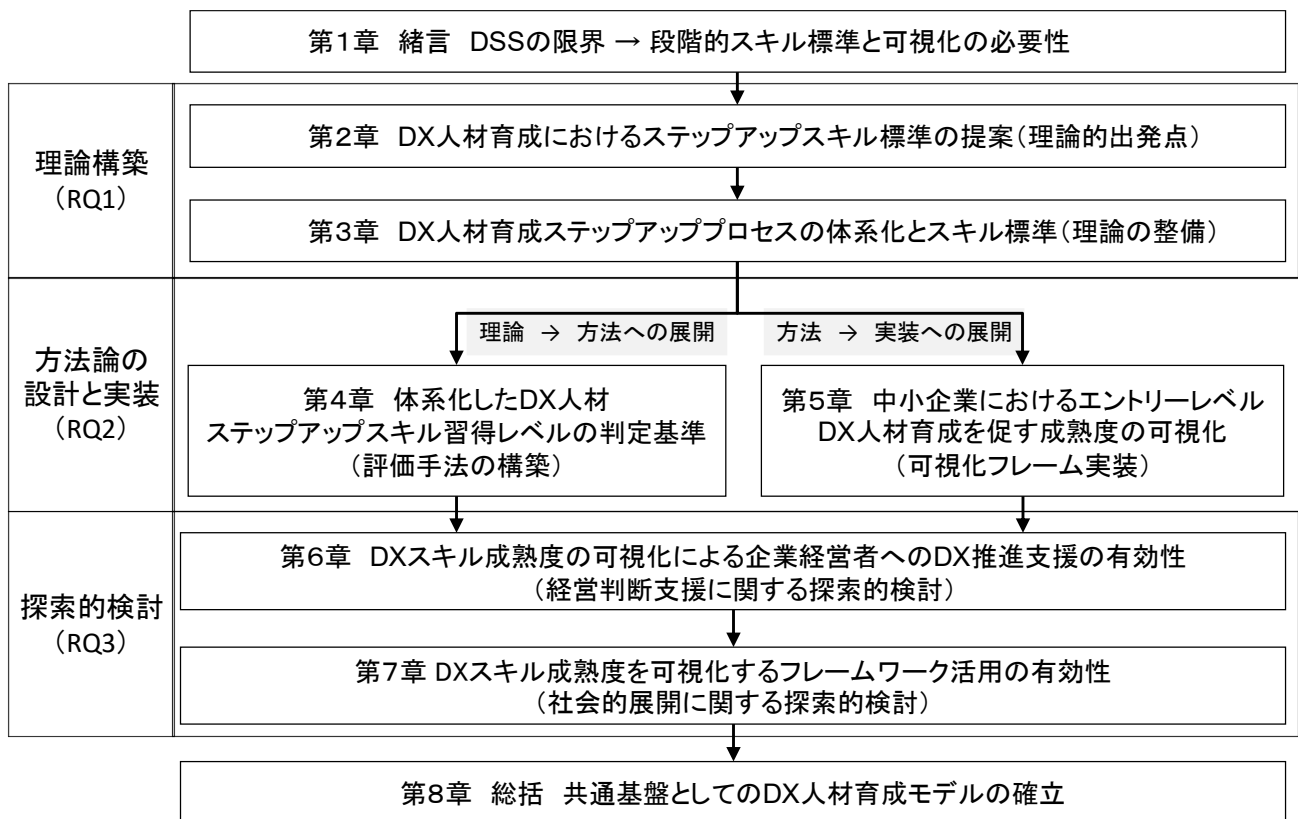 第1章 緒言 DSSの限界 → 段階的スキル標準と可視化の必要性
理論構築
(RQ1)
第2章 DX人材育成におけるステップアップスキル標準の提案(理論的出発点)
第3章 DX人材育成ステップアッププロセスの体系化とスキル標準(理論の整備)
方法論の
設計と実装
(RQ2)
理論 → 方法への展開
方法 → 実装への展開
第4章 体系化したDX人材
ステップアップスキル習得レベルの判定基準
(評価手法の構築)
第5章 中小企業におけるエントリーレベル
DX人材育成を促す成熟度の可視化
(可視化フレーム実装)
探索的検討
(RQ3)
第6章 DXスキル成熟度の可視化による企業経営者へのDX推進支援の有効性
(経営判断支援に関する探索的検討)
第7章 DXスキル成熟度を可視化するフレームワーク活用の有効性
(社会的展開に関する探索的検討)
第8章 総括 共通基盤としてのDX人材育成モデルの確立